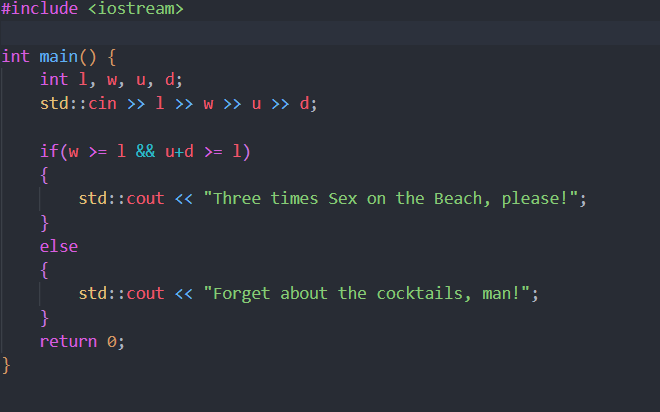 #include <iostream>
int main() {
int l, w, u, d;
std::cin >> l >> w >> u >> d;
if(w >= l && u+d >= l)
{
std::cout << "Three times Sex on the Beach, please!";
}
else
{
std::cout << "Forget about the cocktails, man!";
}
return 0;
}